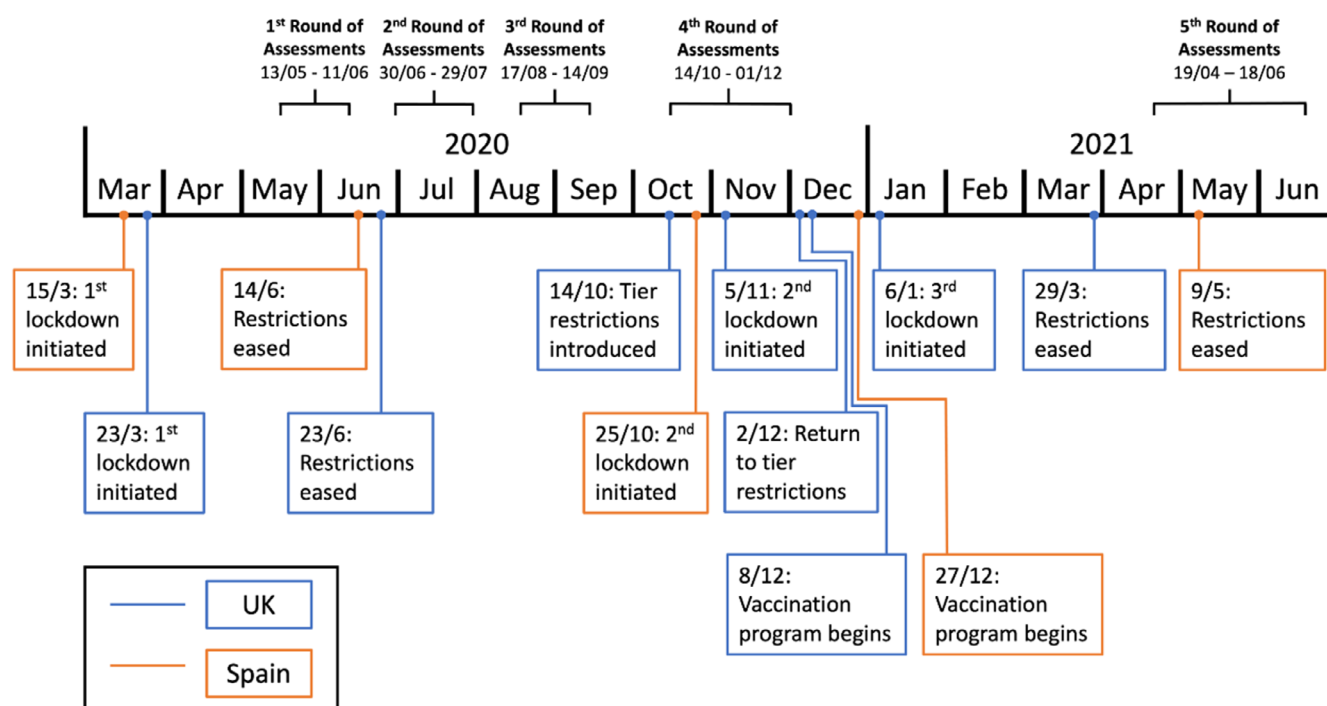 1st Round of
Assessments
13/05 - 11/06
2nd Round of
Assessments
30/06 - 29/07
3rd Round of
Assessments
17/08 - 14/09
4th Round of
Assessments
14/10 - 01/12
5th Round of
Assessments
19/04 – 18/06
2020
2021
Mar Apr May Jun Jul Aug Sep Oct Nov Dec Jan Feb Mar Apr May Jun
15/3: 1st
lockdown
initiated
14/6:
Restrictions
eased
14/10: Tier
restrictions
introduced
5/11: 2nd
lockdown
initiated
6/1: 3rd
lockdown
initiated
29/3:
Restrictions
eased
9/5:
Restrictions
eased
23/3: 1st
lockdown
initiated
23/6:
Restrictions
eased
25/10: 2nd
lockdown
initiated
2/12: Return
to tier
restrictions
8/12:
Vaccination
program begins
27/12:
Vaccination
program begins
UK
Spain